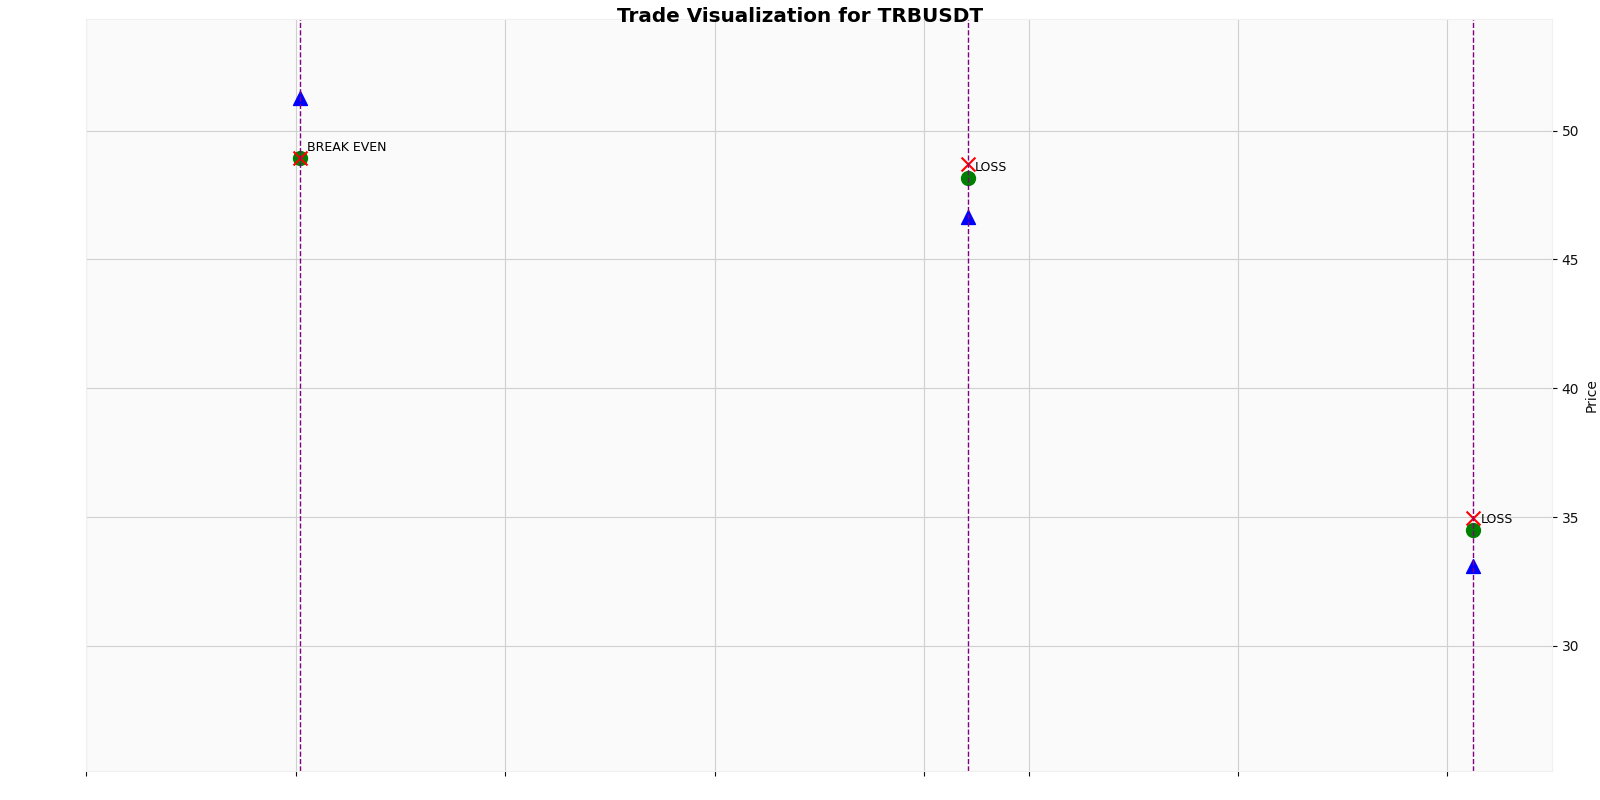 Trade Visualization for TRBUSDT
BREAK EVEN
LOSS
LOSS
50
45
40
35
30
Price